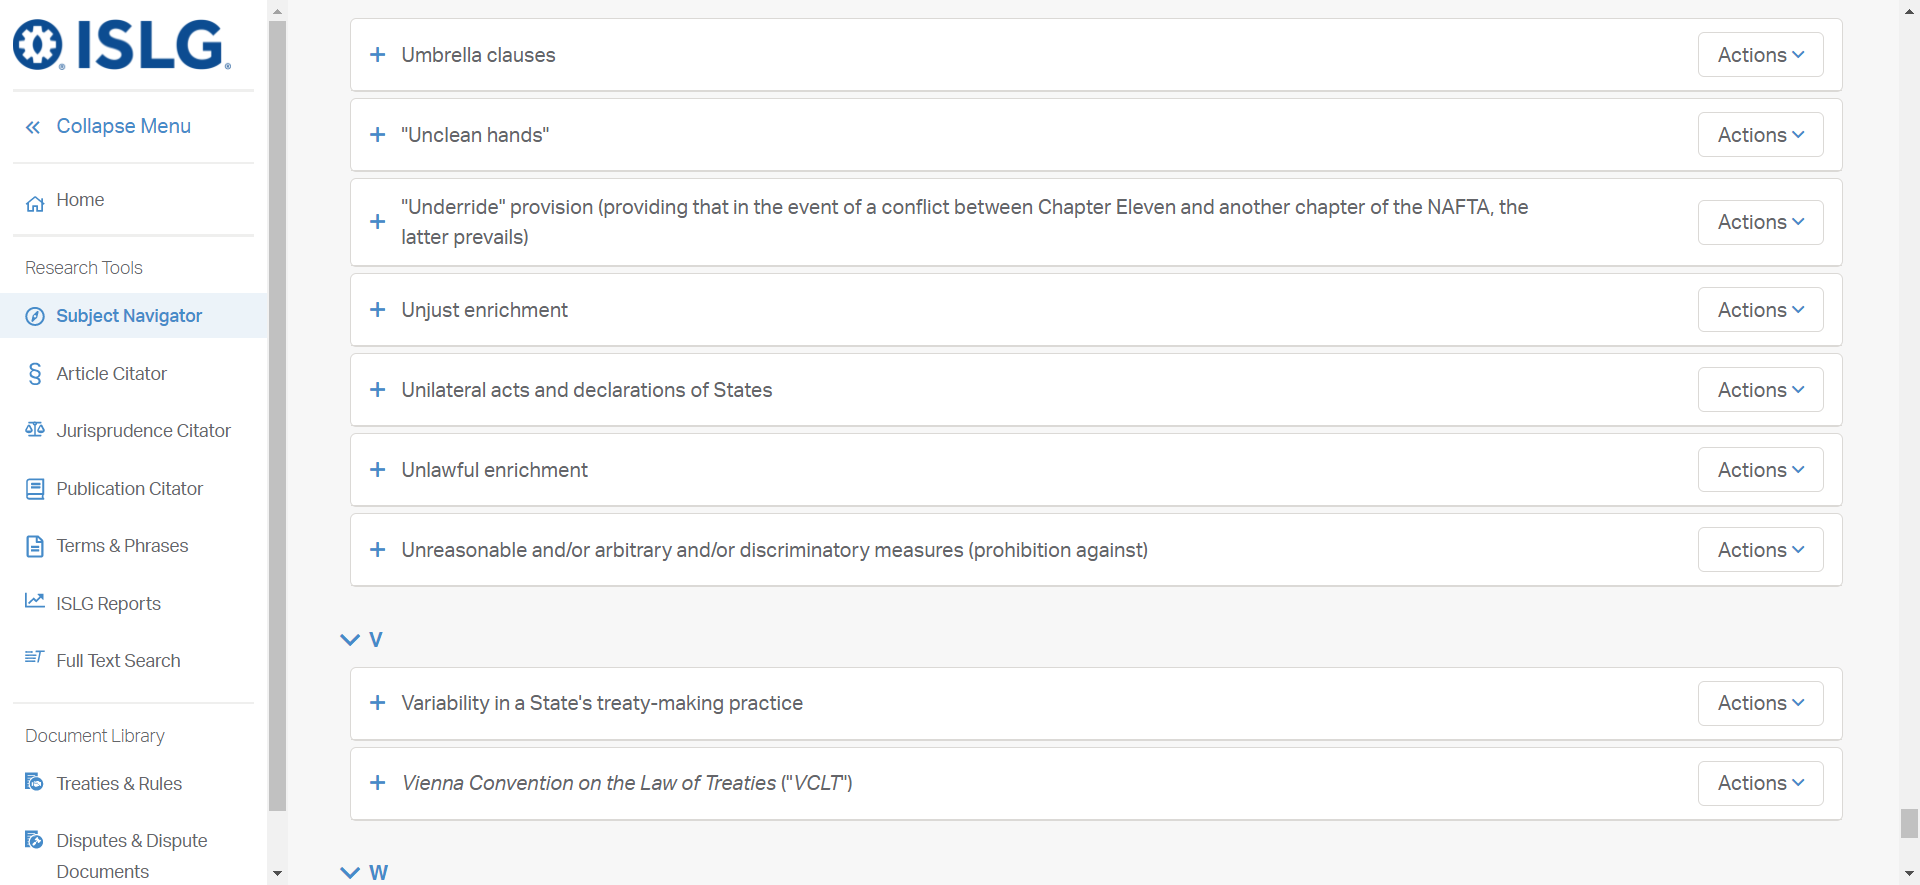 ISLG
Collapse Menu
Home
Research Tools
Subject Navigator
Article Citator
Jurisprudence Citator
Publication Citator
Terms & Phrases
ISLG Reports
Full Text Search
Document Library
Treaties & Rules
Disputes & Dispute
Documents
Umbrella clauses
Actions
"Unclean hands"
Actions
"Underride" provision (providing that in the event of a conflict between Chapter Eleven and another chapter of the NAFTA, the
latter prevails)
Actions
Unjust enrichment
Actions
Unilateral acts and declarations of States
Actions
Unlawful enrichment
Actions
Unreasonable and/or arbitrary and/or discriminatory measures (prohibition against)
Actions
V
Variability in a State's treaty-making practice
Actions
Vienna Convention on the Law of Treaties ("VCLT")
Actions
W